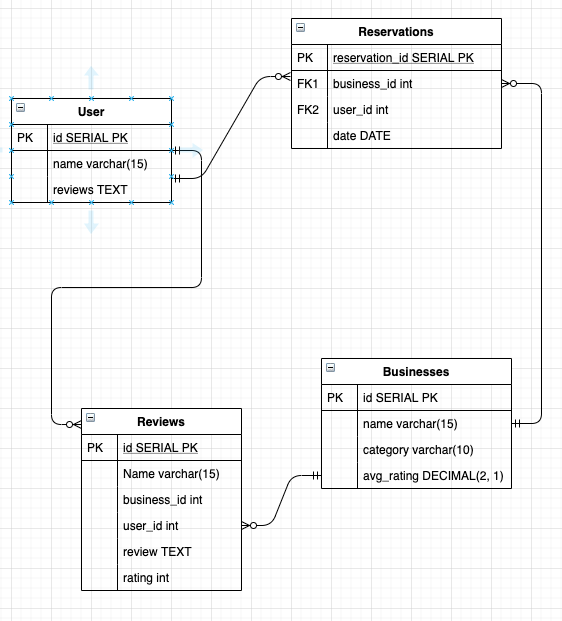 Reservations
PK reservation_id SERIAL PK
FK1 business_id int
FK2 user_id int
date DATE
User
PK id SERIAL PK
name varchar(15)
reviews TEXT
Businesses
PK id SERIAL PK
name varchar(15)
category varchar(10)
avg_rating DECIMAL(2, 1)
Reviews
PK id SERIAL PK
Name varchar(15)
business_id int
user_id int
review TEXT
rating int